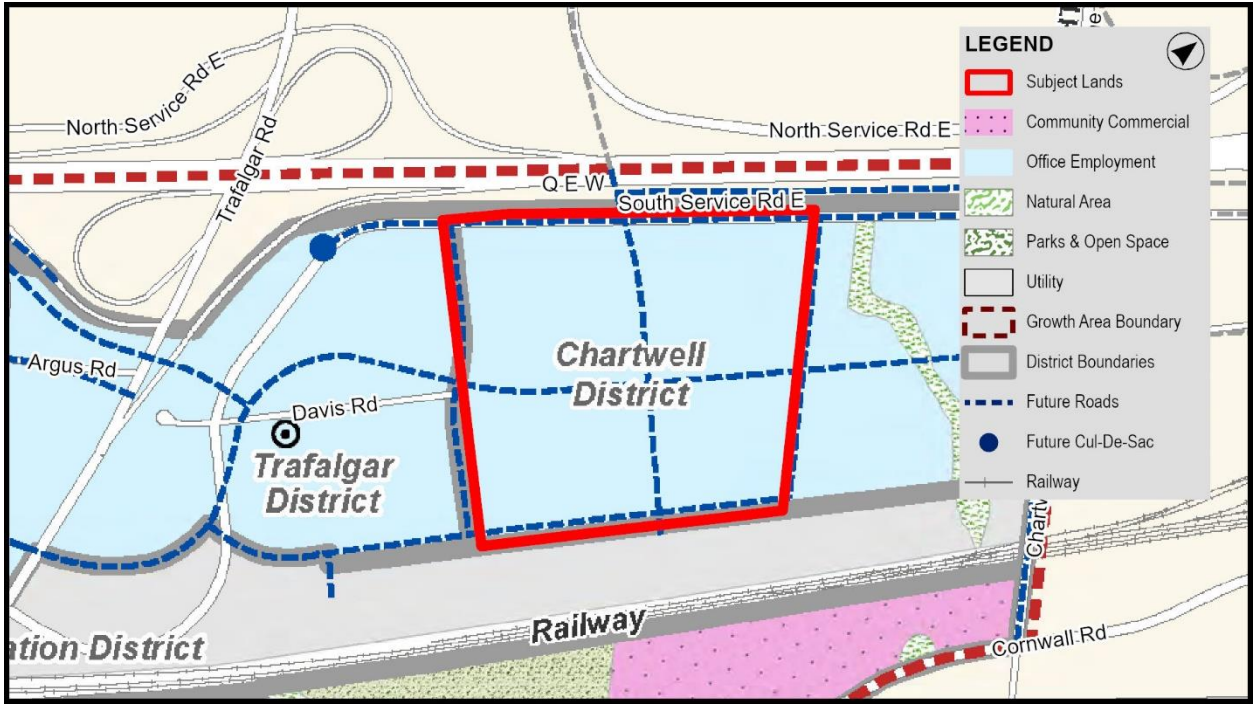 North Service Rd E
Trafalgar Rd
North Service Rd E
Q E W
South Service Rd E
Argus Rd
Davis Rd
Trafalgar
District
Chartwell
District
ation District
Railway
Cornwall Rd
Chartw
LEGEND
Subject Lands
Community Commercial
Office Employment
Natural Area
Parks & Open Space
Utility
Growth Area Boundary
District Boundaries
Future Roads
Future Cul-De-Sac
Railway